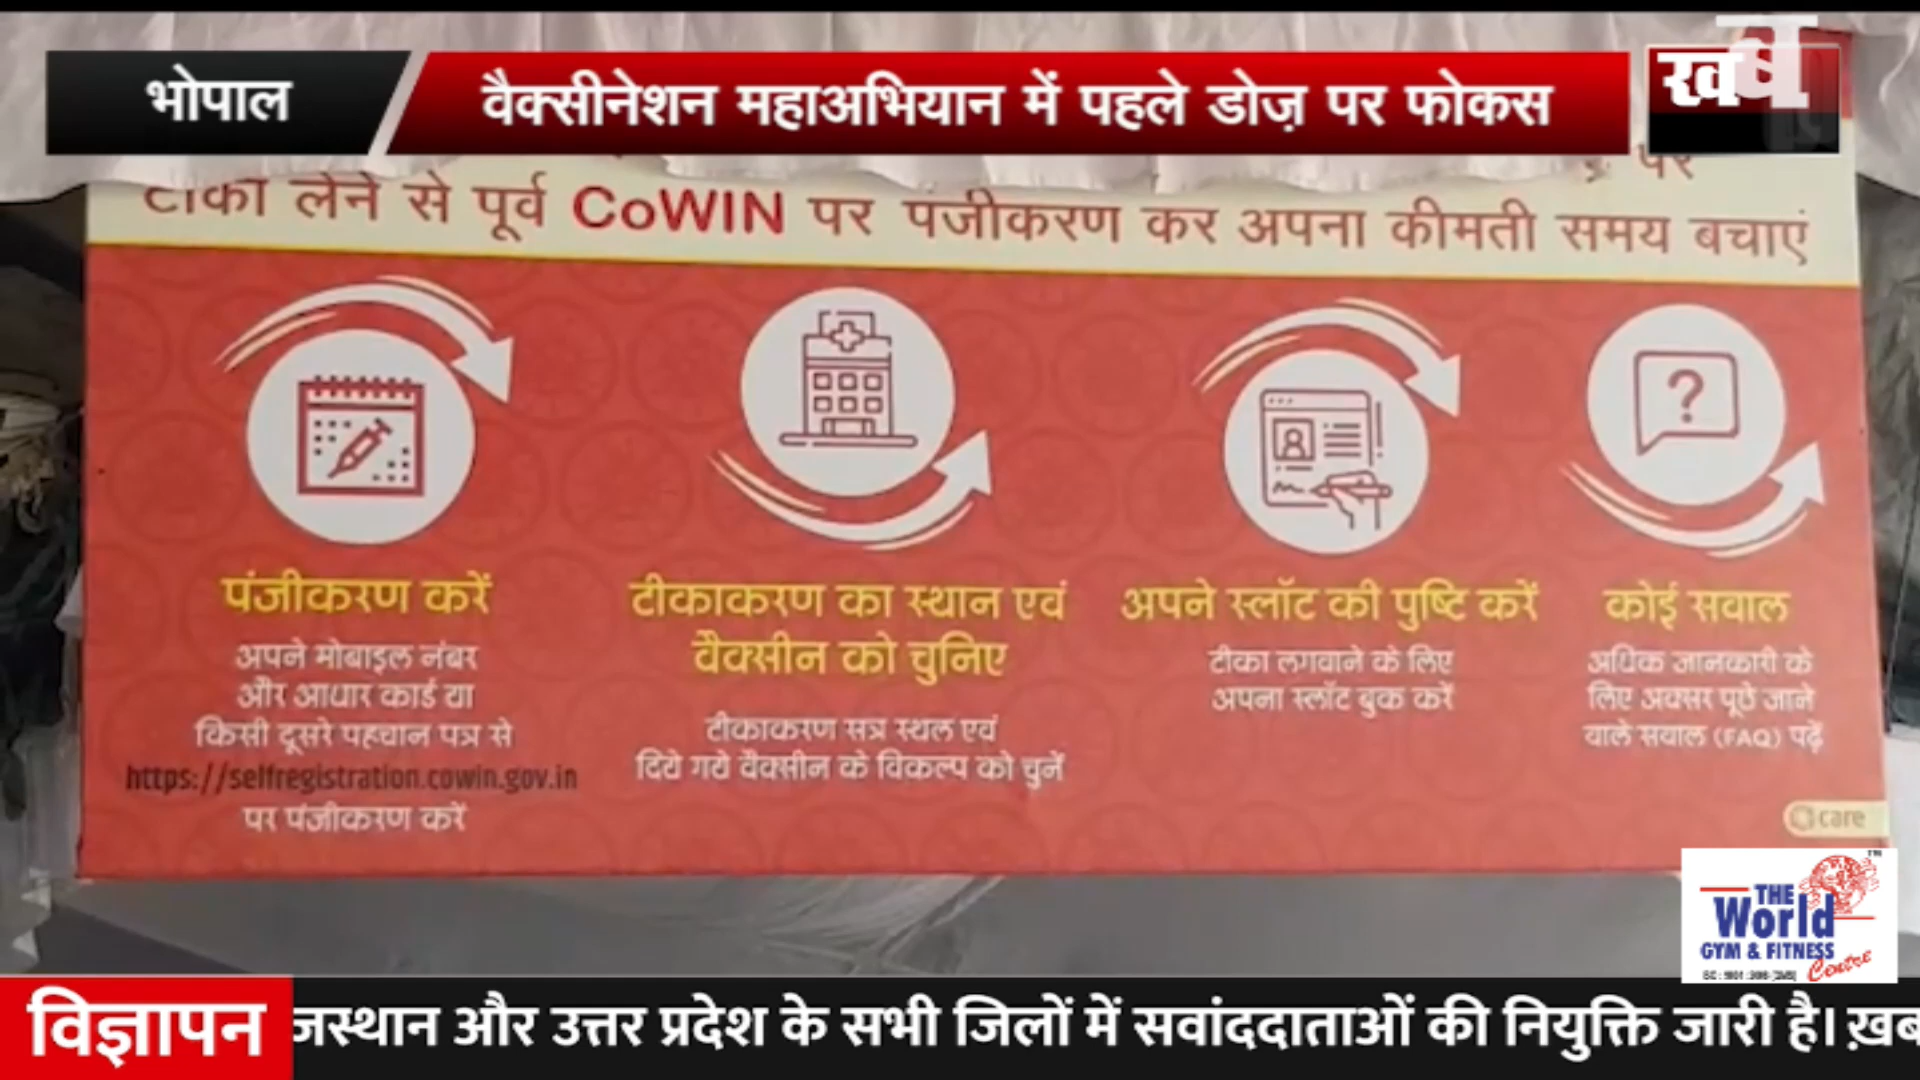 भोपाल
वैक्सीनेशन महाअभियान में पहले डोज़ पर फोकस
पर
टीका लेने से पूर्व CoWIN पर पंजीकरण कर अपना कीमती समय बचाएं
पंजीकरण करें
अपने मोबाइल नंबर
और आधार कार्ड या
किसी दूसरे पहचान पत्र से
https://selfregistration.cowin.gov.in
पर पंजीकरण करें
टीकाकरण का स्थान एवं
वैक्सीन को चुनिए
टीकाकरण सत्र स्थल एवं
दिये गये वैक्सीन के विकल्प को चुनें
अपने स्लॉट की पुष्टि करें
टीका लगवाने के लिए
अपना स्लॉट बुक करें
कोई सवाल
अधिक जानकारी के
लिए अक्सर पूछे जाने
वाले सवाल (FAQ) पढ़ें
care
THE
World
GYM & FITNESS
Centre
विज्ञापन
जस्थान और उत्तर प्रदेश के सभी जिलों में सवांददाताओं की नियुक्ति जारी है। ख़ब